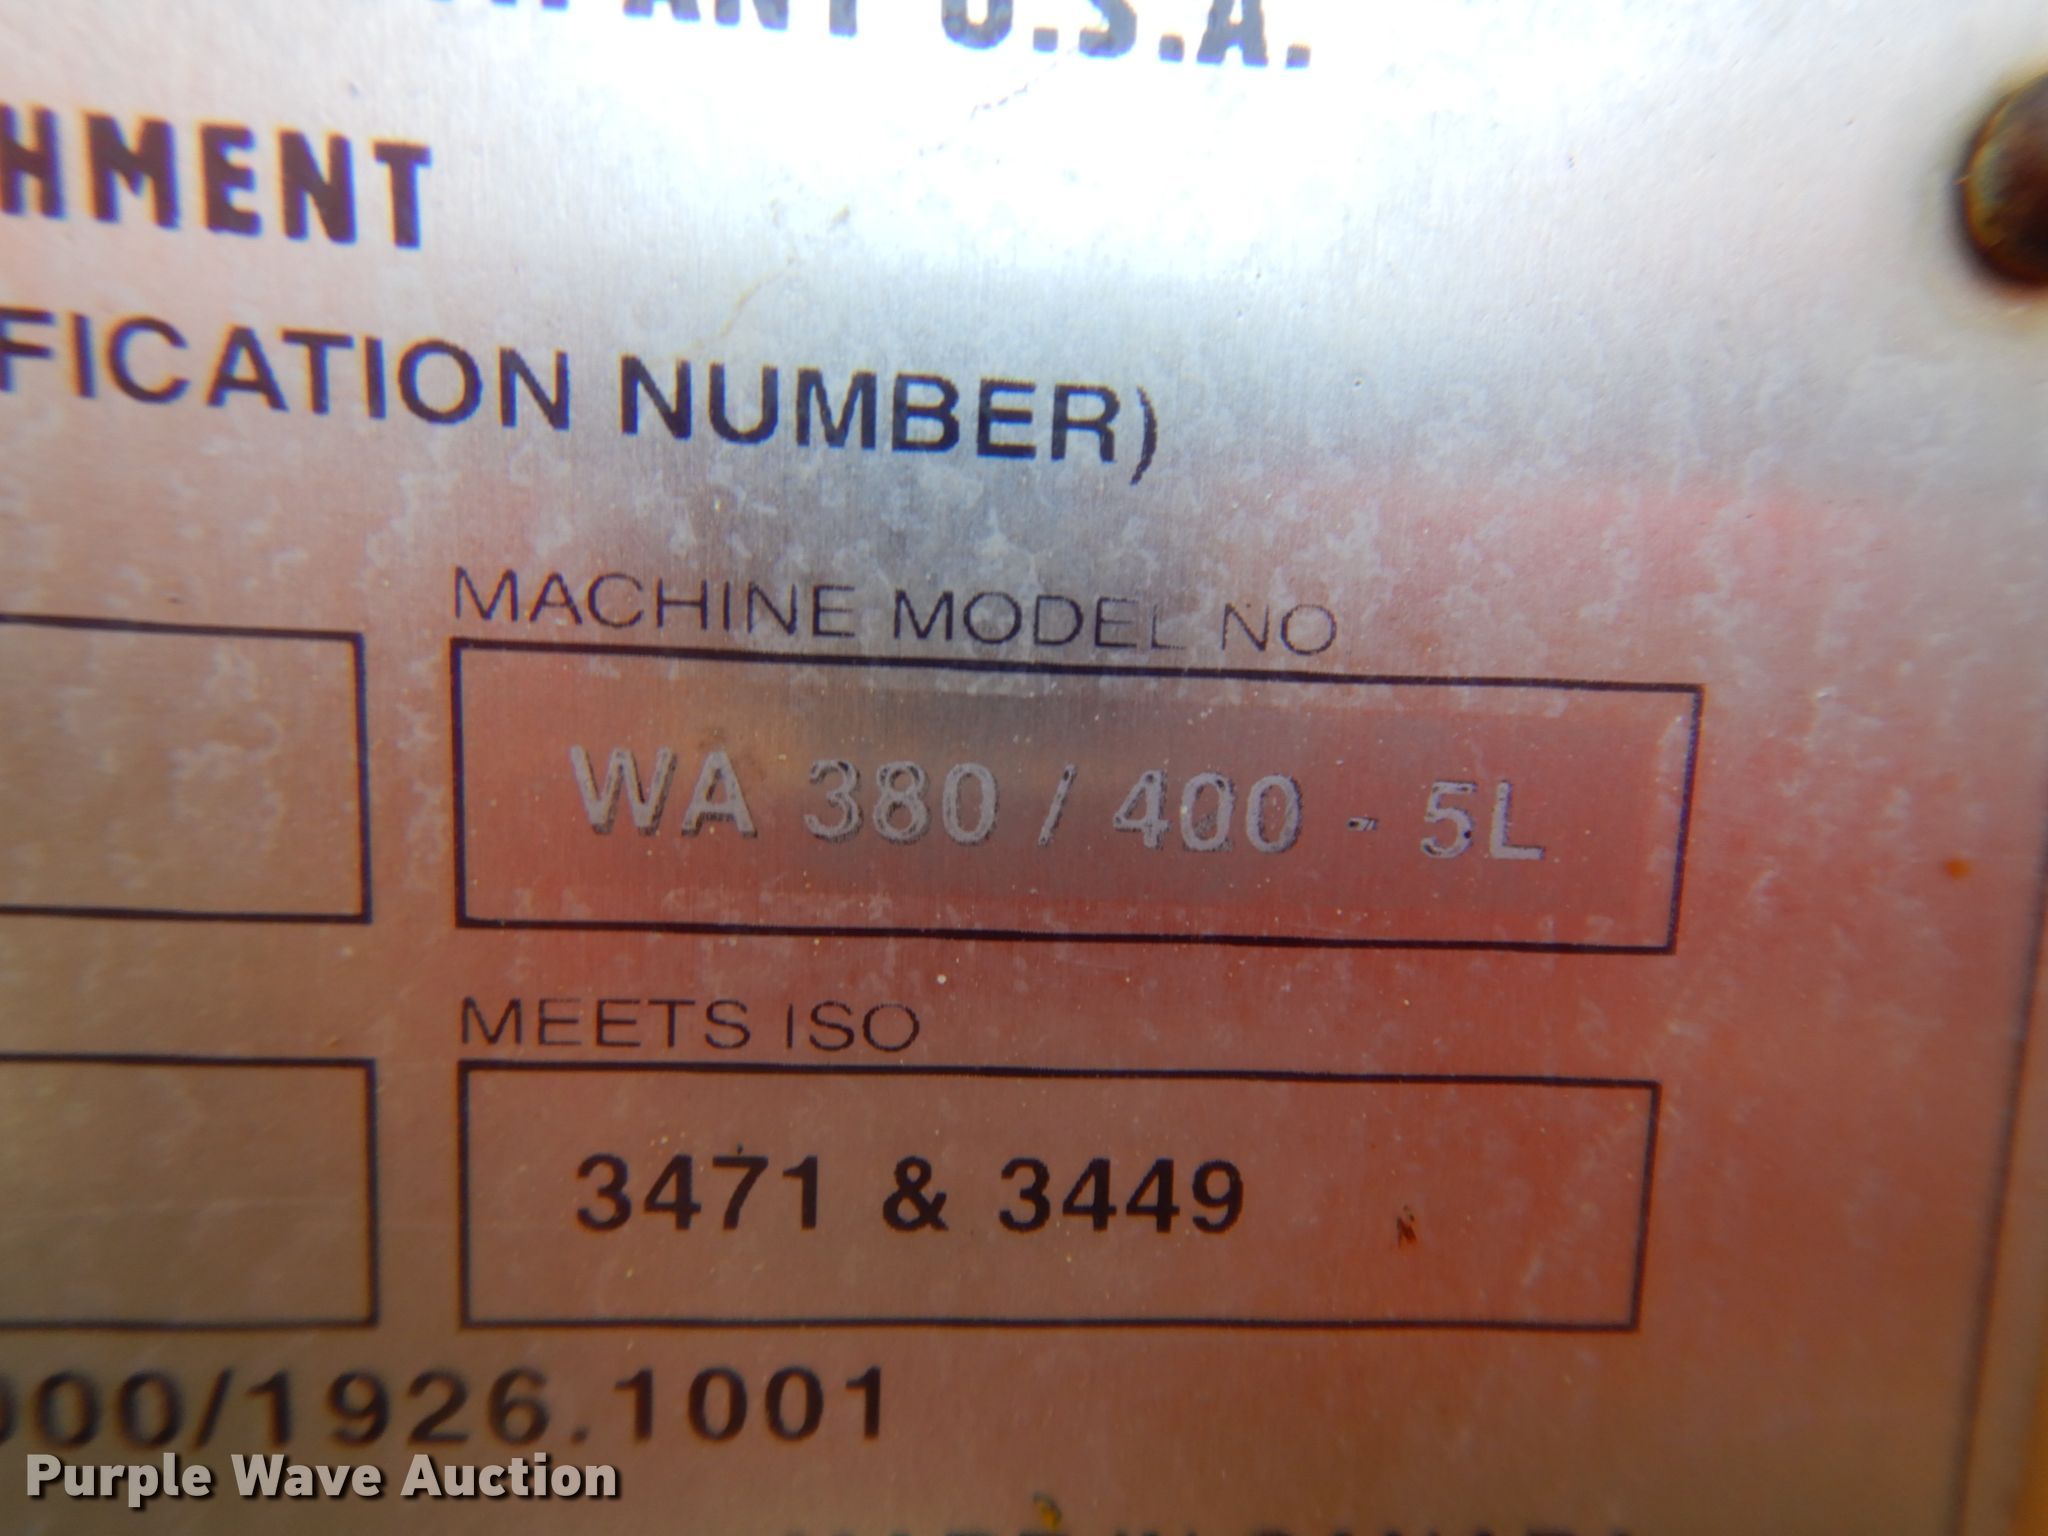 U.S.A.
HMENT
FICATION NUMBER)
MACHINE MODEL NO
WA 380 / 400 - 5L
MEETS ISO
3471 & 3449
000/1926.1001
Purple Wave Auction